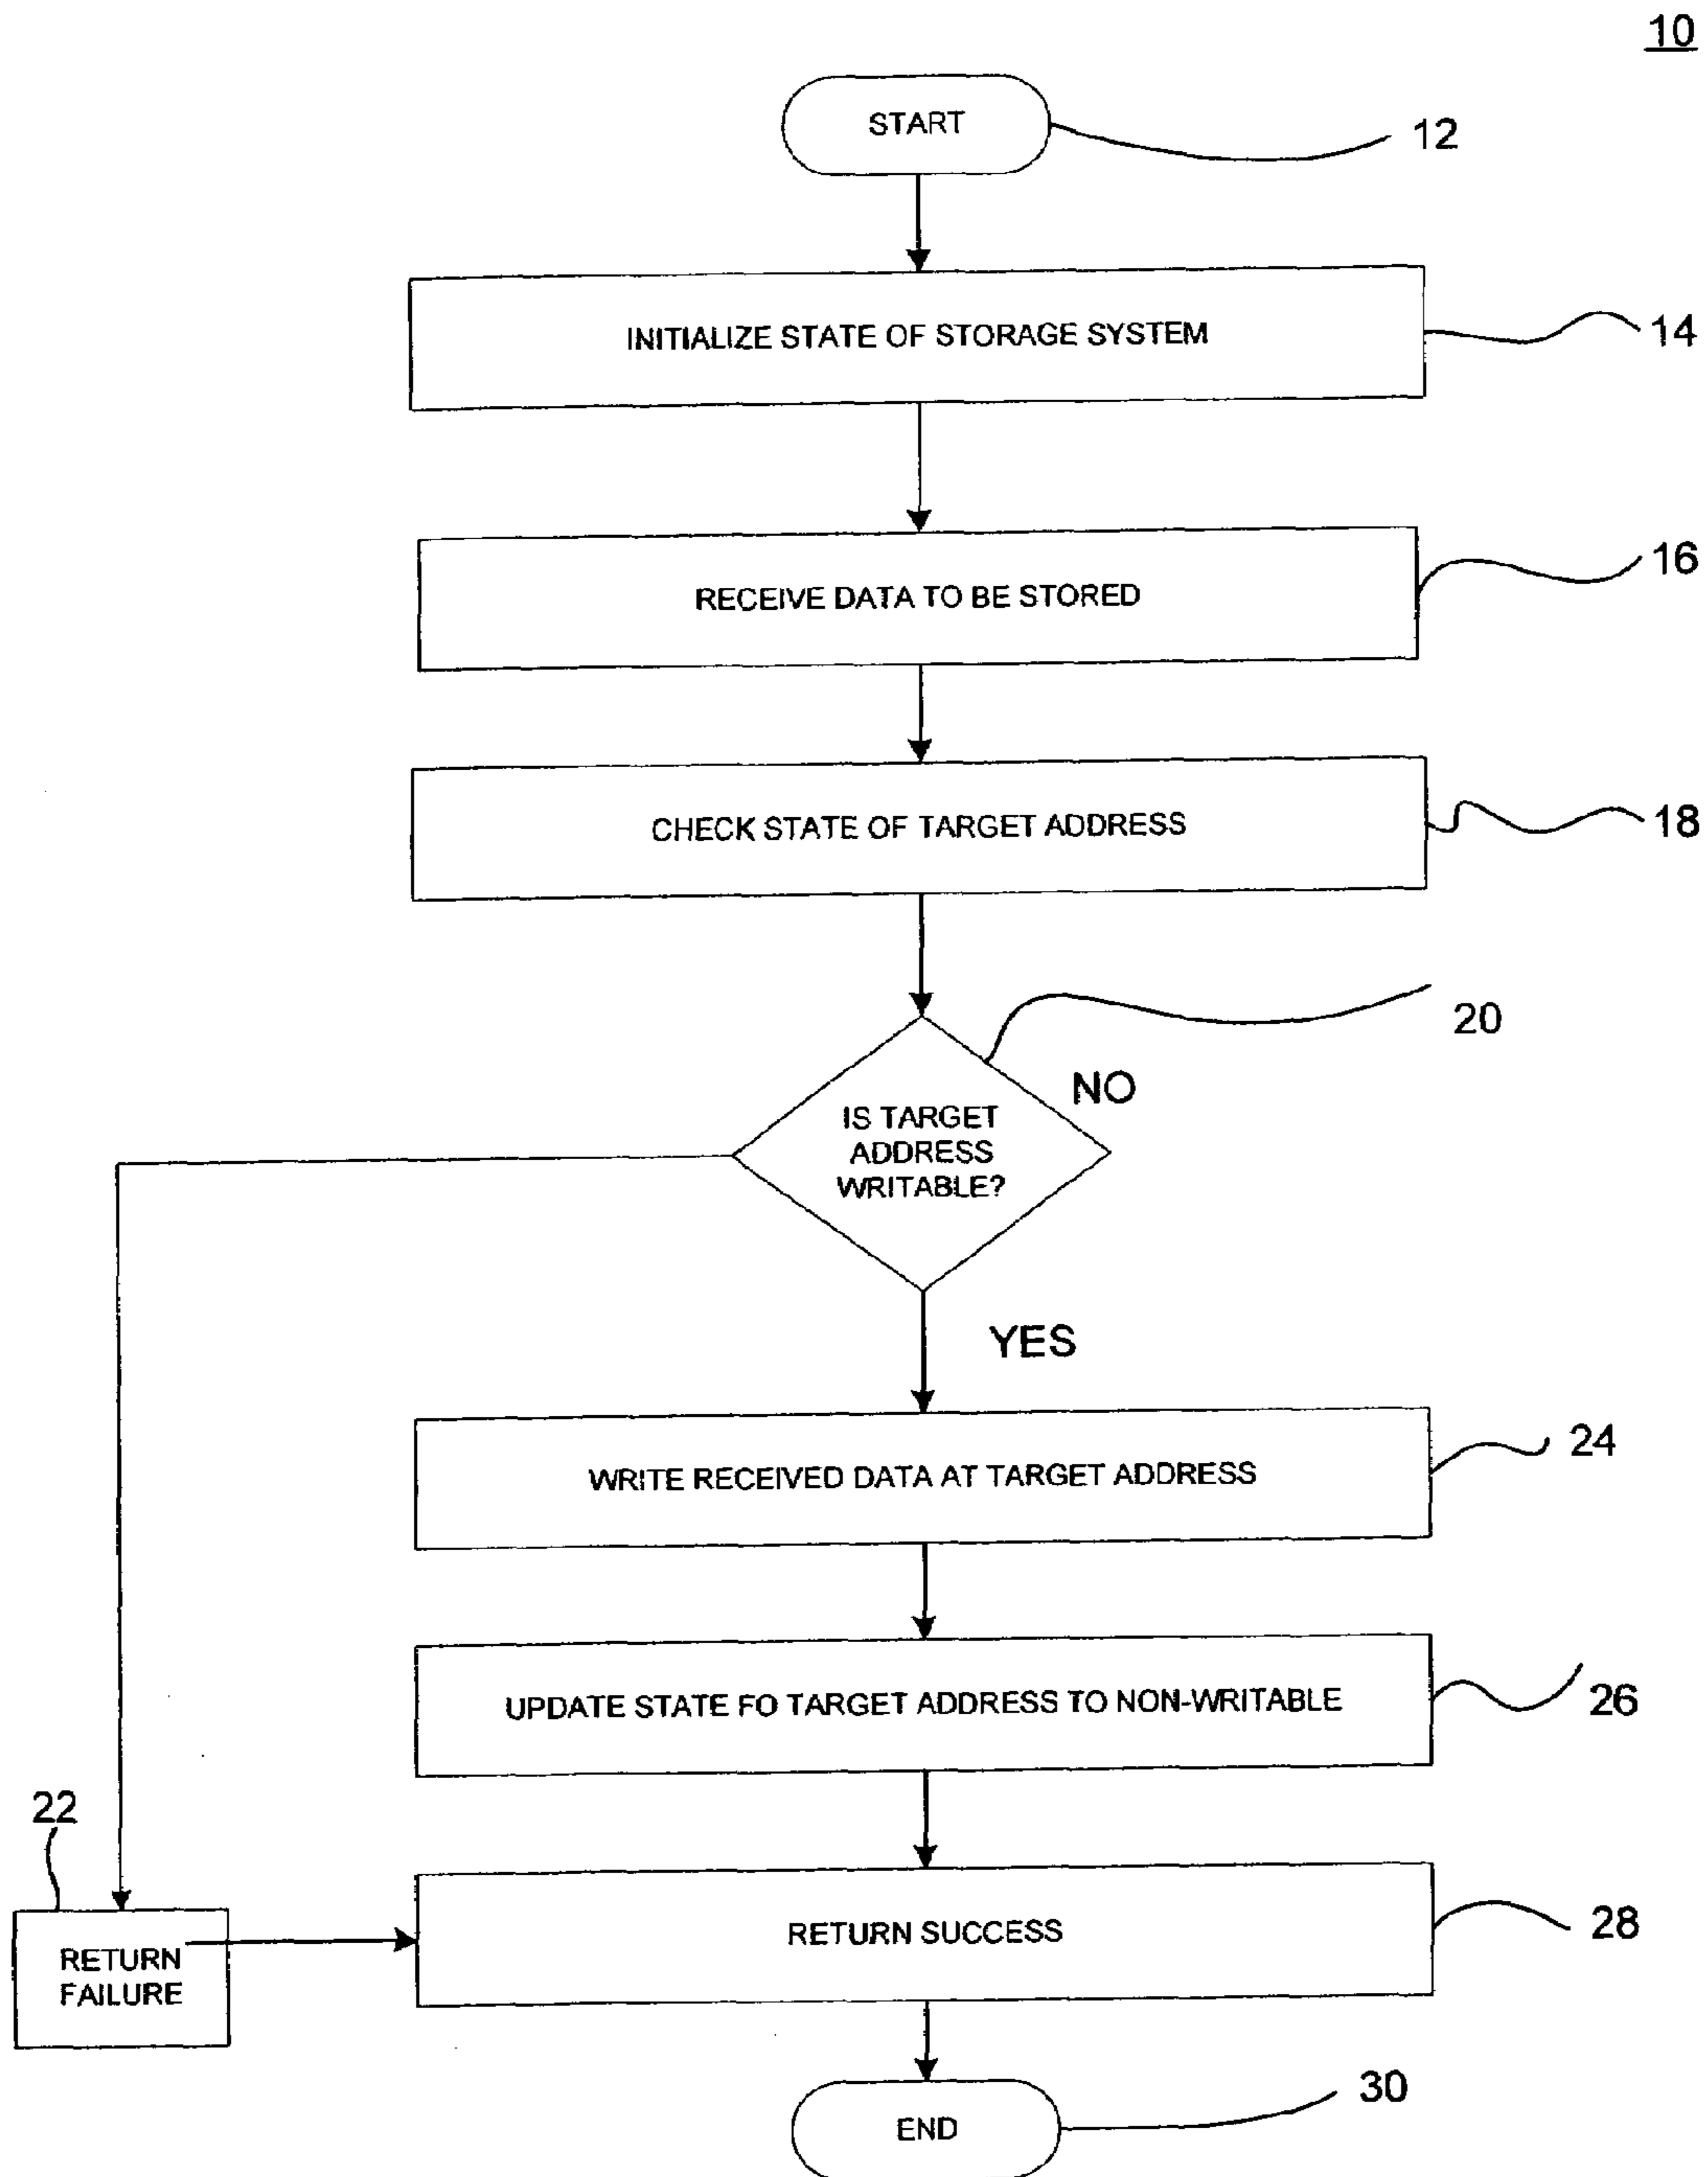 10
START
12
INITIALIZE STATE OF STORAGE SYSTEM
14
RECEIVE DATA TO BE STORED
16
CHECK STATE OF TARGET ADDRESS
18
20
NO
IS TARGET
ADDRESS
WRITABLE?
YES
WRITE RECEIVED DATA AT TARGET ADDRESS
24
UPDATE STATE FO TARGET ADDRESS TO NON-WRITABLE
26
22
RETURN
FAILURE
RETURN SUCCESS
28
END
30